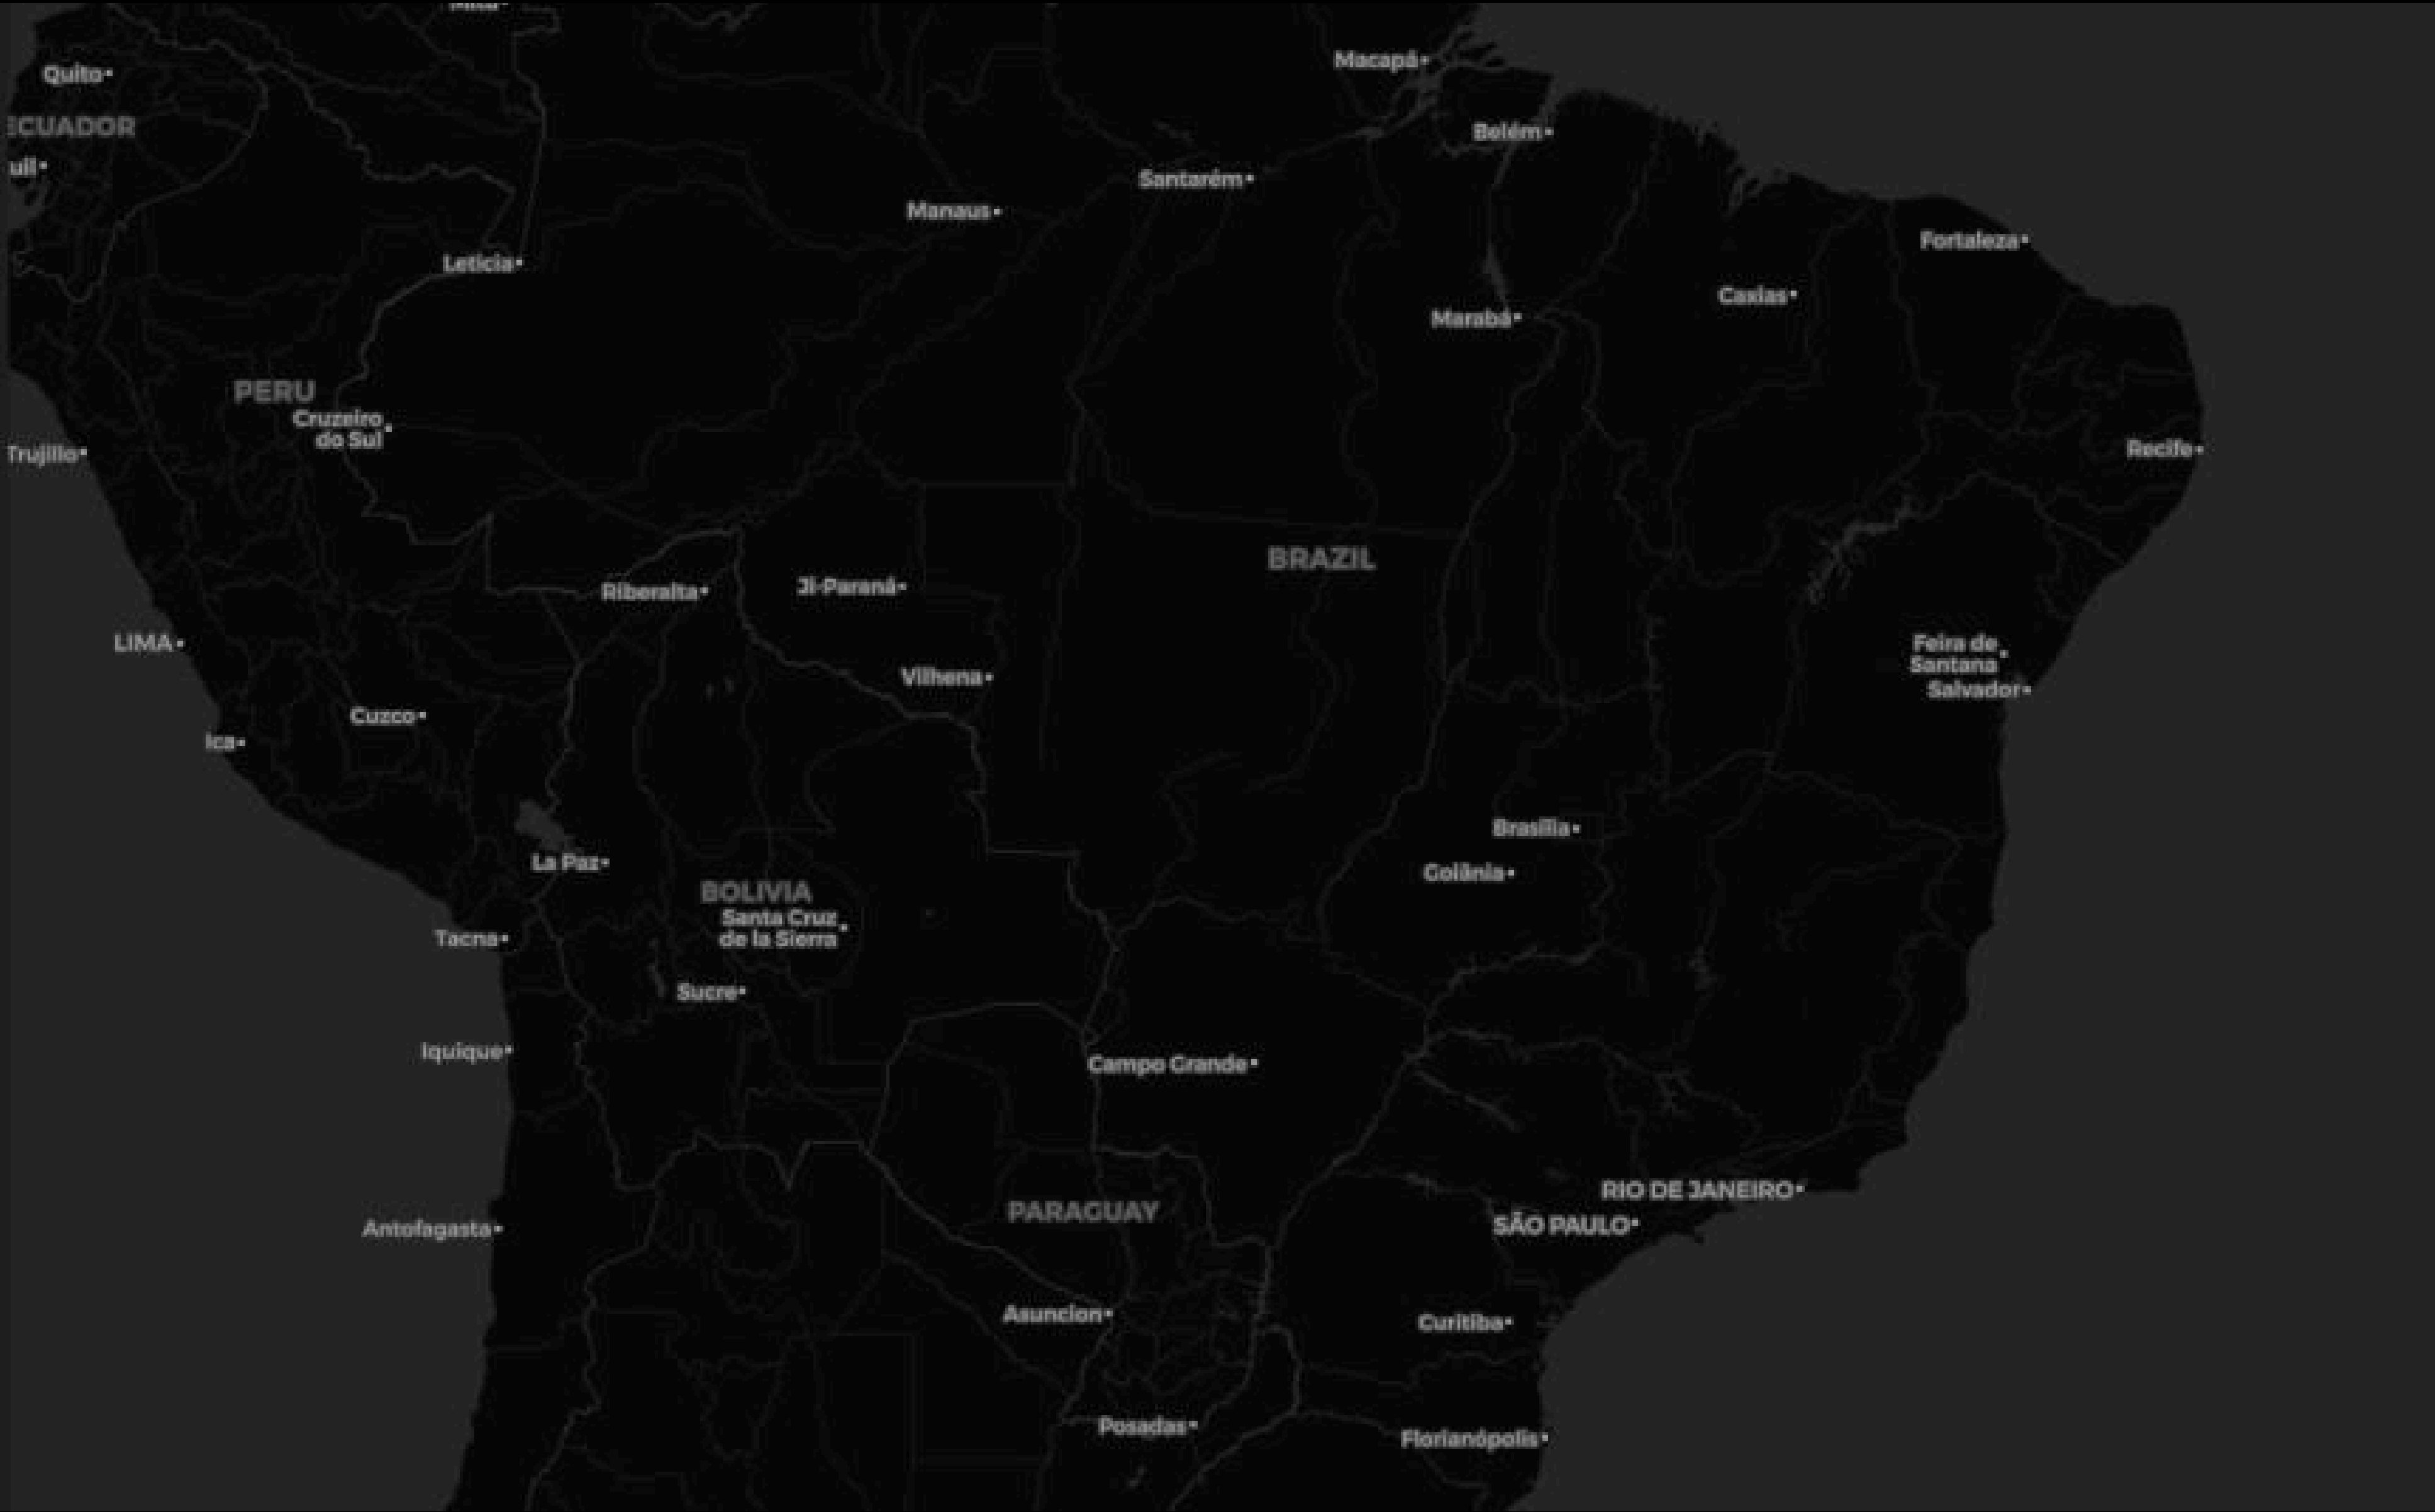 Mitú
Quito
Macapá
ECUADOR
Belém
uil
Santarém
Manaus
Fortaleza
Leticia
Caxias
Marabá
PERU
Cruzeiro
do Sul
Trujillo
Recife
BRAZIL
Riberalta
Ji-Paraná
LIMA
Feira de
Santana
Vilhena
Salvador
Cuzco
Ica
Brasília
La Paz
Goiânia
BOLIVIA
Santa Cruz
de la Sierra
Tacna
Sucre
Iquique
Campo Grande
RIO DE JANEIRO
PARAGUAY
SÃO PAULO
Antofagasta
Asuncion
Curitiba
Posadas
Florianópolis